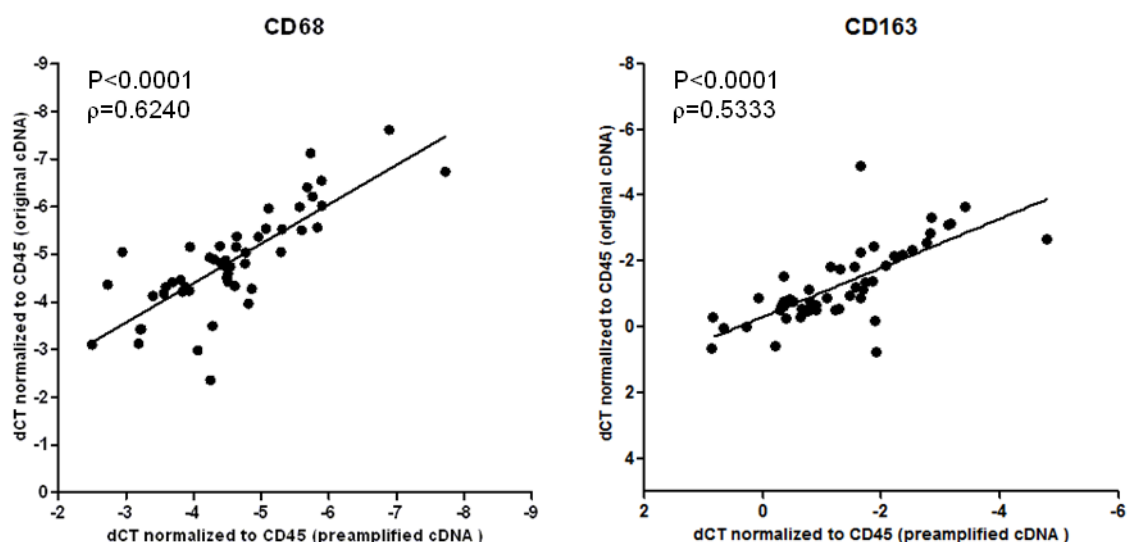 CD68
P<0.0001
ρ=0.6240
dCT normalized to CD45 (original cDNA)
-9
-8
-7
-6
-5
-4
-3
-2
-1
0
-2 -3 -4 -5 -6 -7 -8 -9
dCT normalized to CD45 (preamplified cDNA )
CD163
P<0.0001
ρ=0.5333
dCT normalized to CD45 (original cDNA)
-8
-6
-4
-2
0
2
4
2 0 -2 -4 -6
dCT normalized to CD45 (preamplified cDNA )